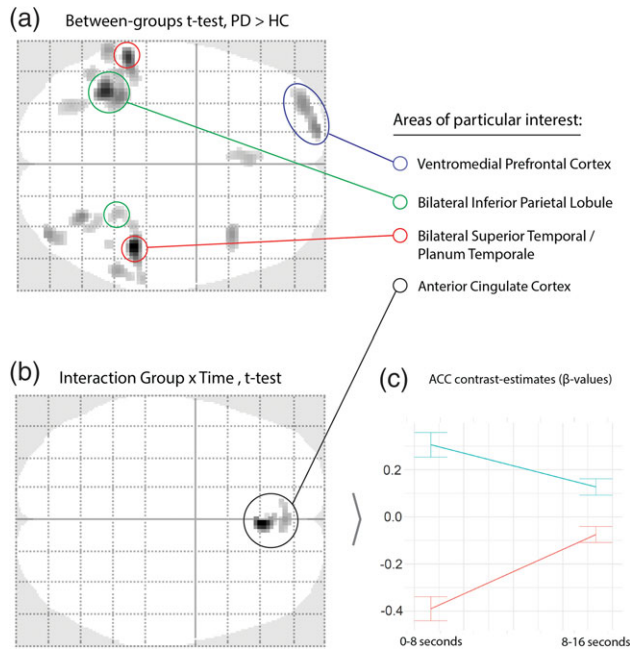 (a) Between-groups t-test, PD > HC
Areas of particular interest:
Ventromedial Prefrontal Cortex
Bilateral Inferior Parietal Lobule
Bilateral Superior Temporal /
Planum Temporale
Anterior Cingulate Cortex
(b) Interaction Group x Time , t-test
(c) ACC contrast-estimates (β-values)
0.2
0.0
-0.2
-0.4
0-8 seconds
8-16 seconds